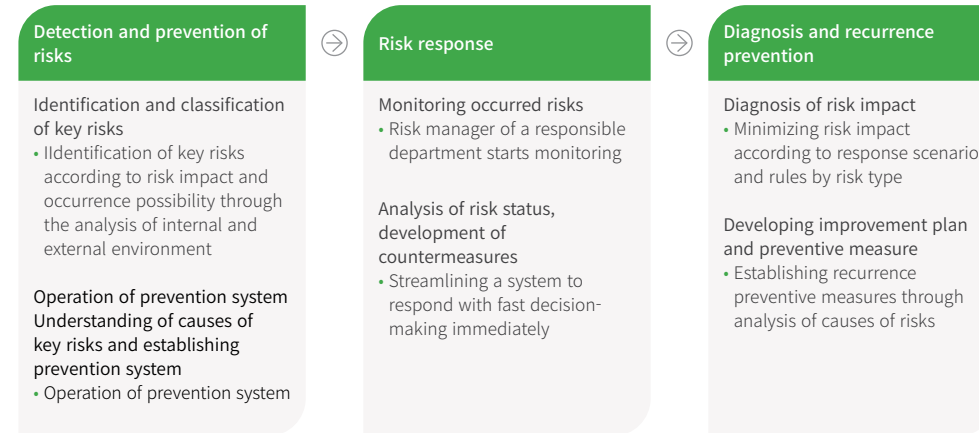 Detection and prevention of
risks
Identification and classification
of key risks
• IIdentification of key risks
according to risk impact and
occurrence possibility through
the analysis of internal and
external environment
Operation of prevention system
Understanding of causes of
key risks and establishing
prevention system
• Operation of prevention system
Risk response
Monitoring occurred risks
• Risk manager of a responsible
department starts monitoring
Analysis of risk status,
development of
countermeasures
• Streamlining a system to
respond with fast decision-
making immediately
Diagnosis and recurrence
prevention
Diagnosis of risk impact
• Minimizing risk impact
according to response scenario
and rules by risk type
Developing improvement plan
and preventive measure
• Establishing recurrence
preventive measures through
analysis of causes of risks